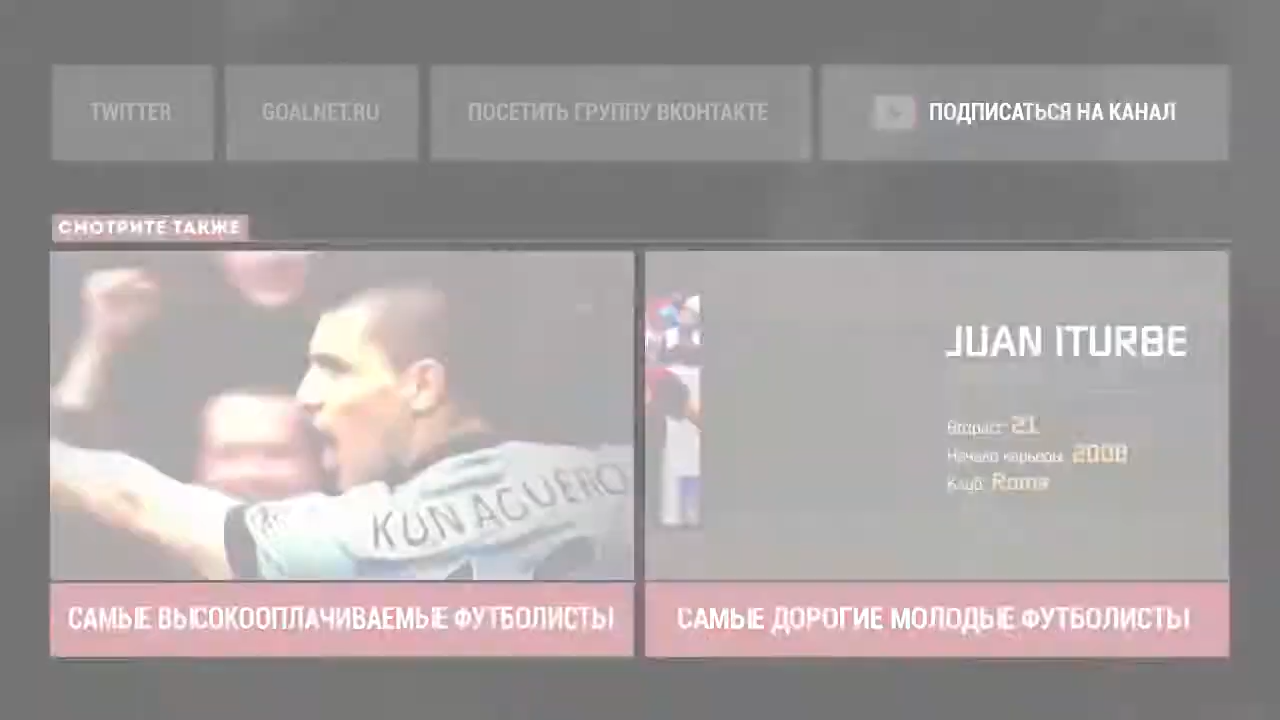 TWITTER
GOALNET.RU
ПОСЕТИТЬ ГРУППУ ВКОНТАКТЕ
ПОДПИСАТЬСЯ НА КАНАЛ
СМОТРИТЕ ТАКЖЕ
KUN AGUERO
JUAN ITURBE
Возраст: 21
Начало карьеры: 2008
Клуб: Roma
САМЫЕ ВЫСОКООПЛАЧИВАЕМЫЕ ФУТБОЛИСТЫ
САМЫЕ ДОРОГИЕ МОЛОДЫЕ ФУТБОЛИСТЫ